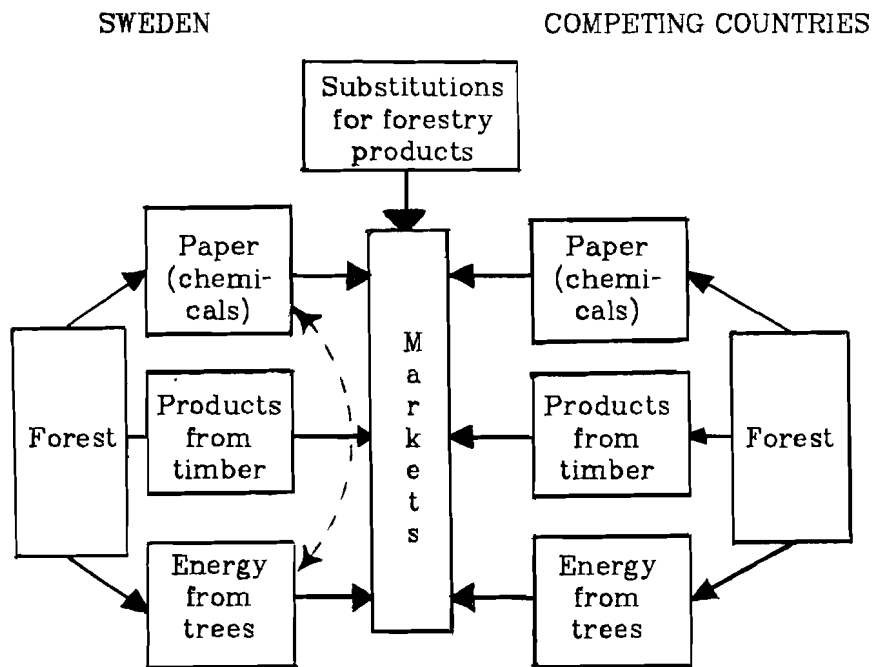 SWEDEN
COMPETING COUNTRIES
Substitutions
for forestry
products
Paper
(chemi-
cals)
Forest
Products
from
timber
Energy
from
trees
M
a
r
k
e
t
s
Paper
(chemi-
cals)
Products
from
timber
Energy
from
trees
Forest